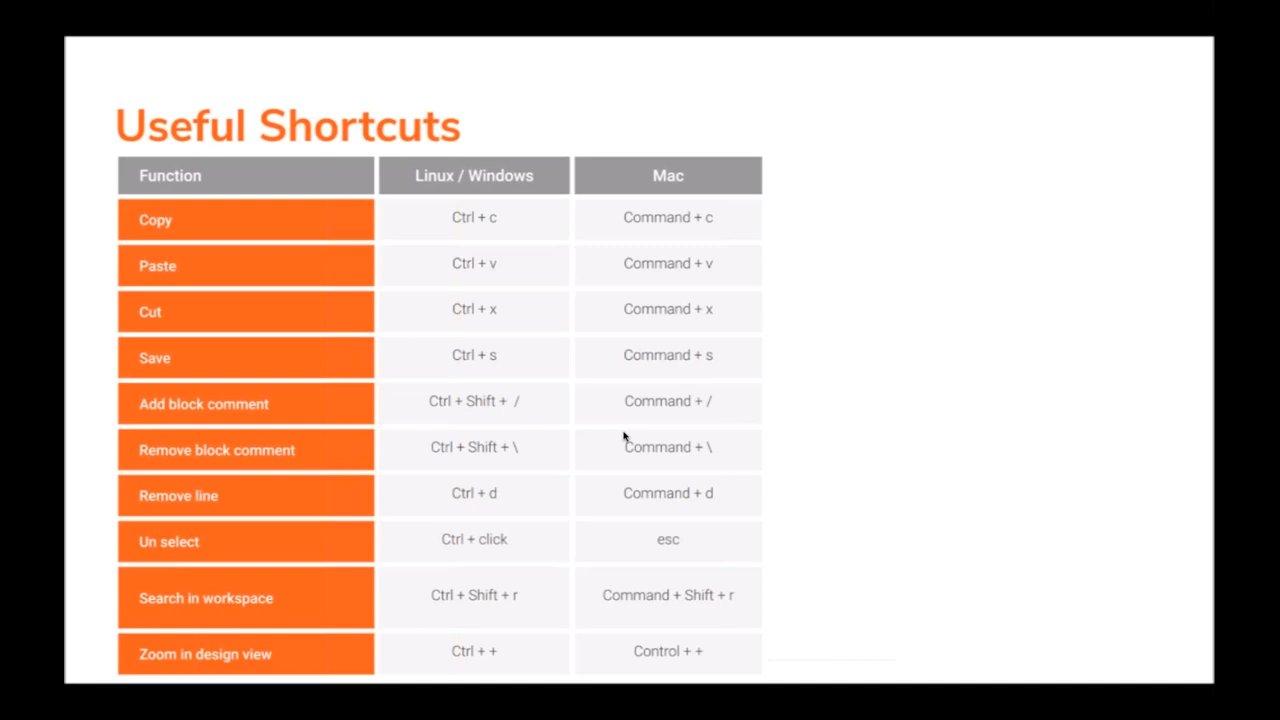 Useful Shortcuts
Function Linux / Windows Mac
Copy Ctrl + c Command + c
Paste Ctrl + v Command + v
Cut Ctrl + x Command + x
Save Ctrl + s Command + s
Add block comment Ctrl + Shift + / Command + /
Remove block comment Ctrl + Shift + \ Command + \
Remove line Ctrl + d Command + d
Un select Ctrl + click esc
Search in workspace Ctrl + Shift + r Command + Shift + r
Zoom in design view Ctrl + + Control + +